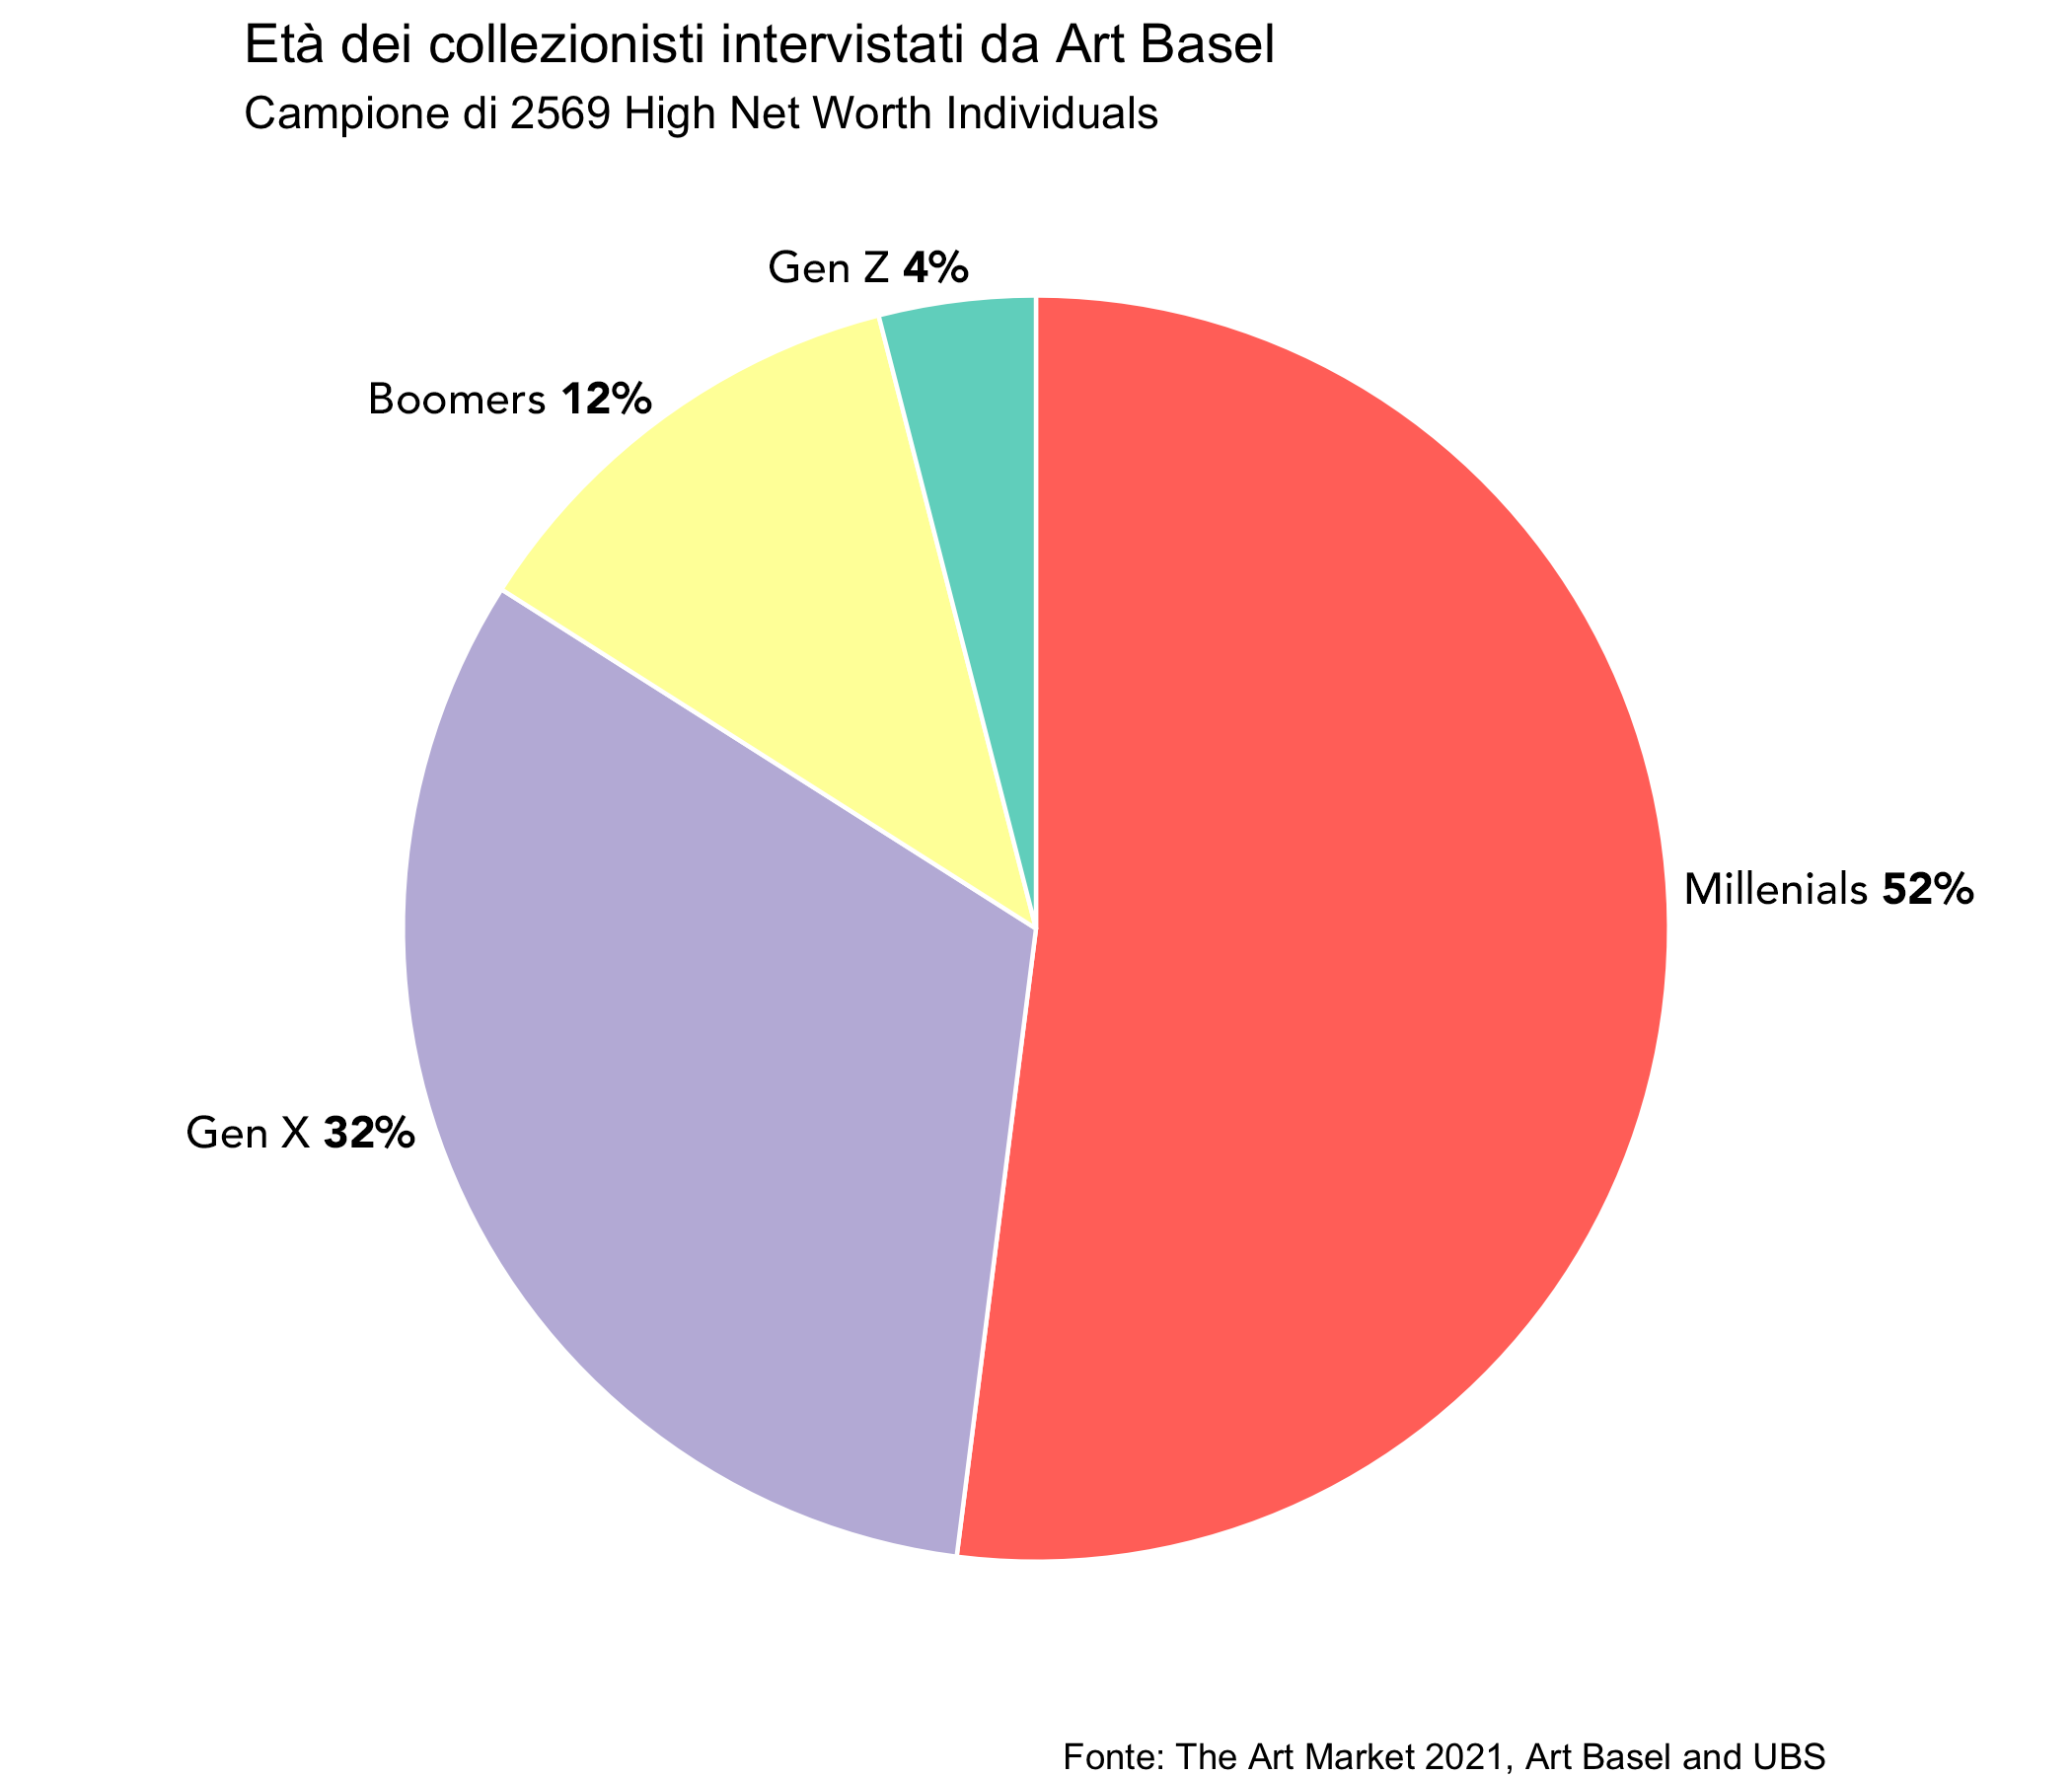 Età dei collezionisti intervistati da Art Basel
Campione di 2569 High Net Worth Individuals
Gen Z 4%
Boomers 12%
Millenials 52%
Gen X 32%
Fonte: The Art Market 2021, Art Basel and UBS